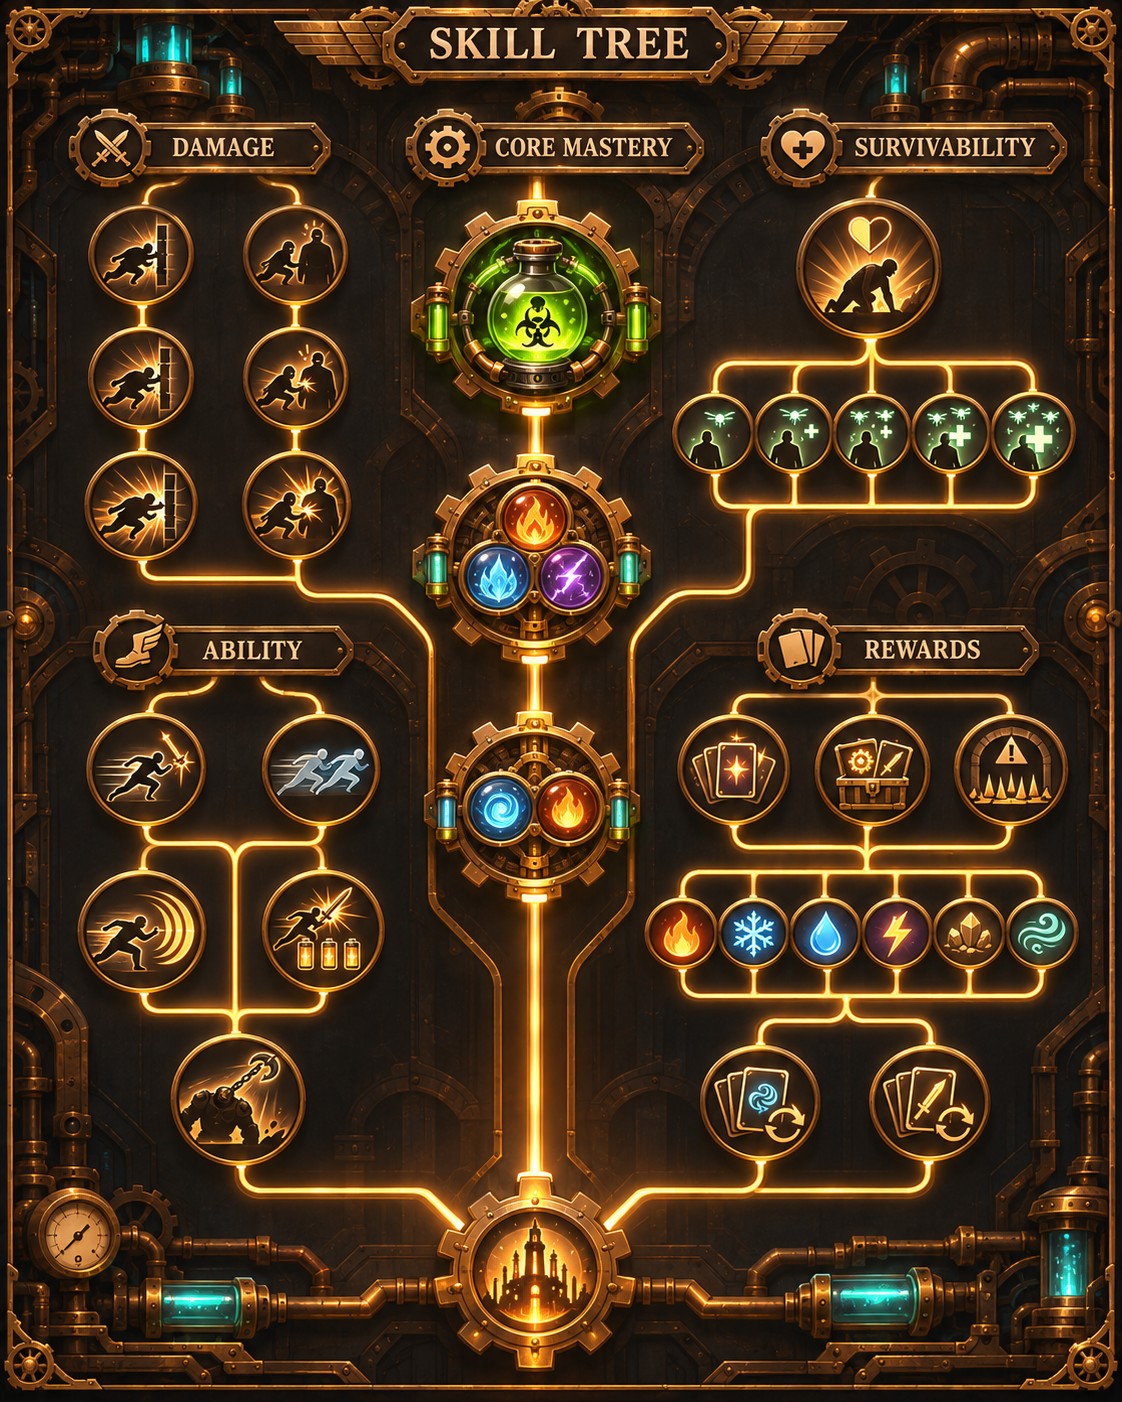 SKILL TREE
DAMAGE
CORE MASTERY
SURVIVABILITY
ABILITY
REWARDS